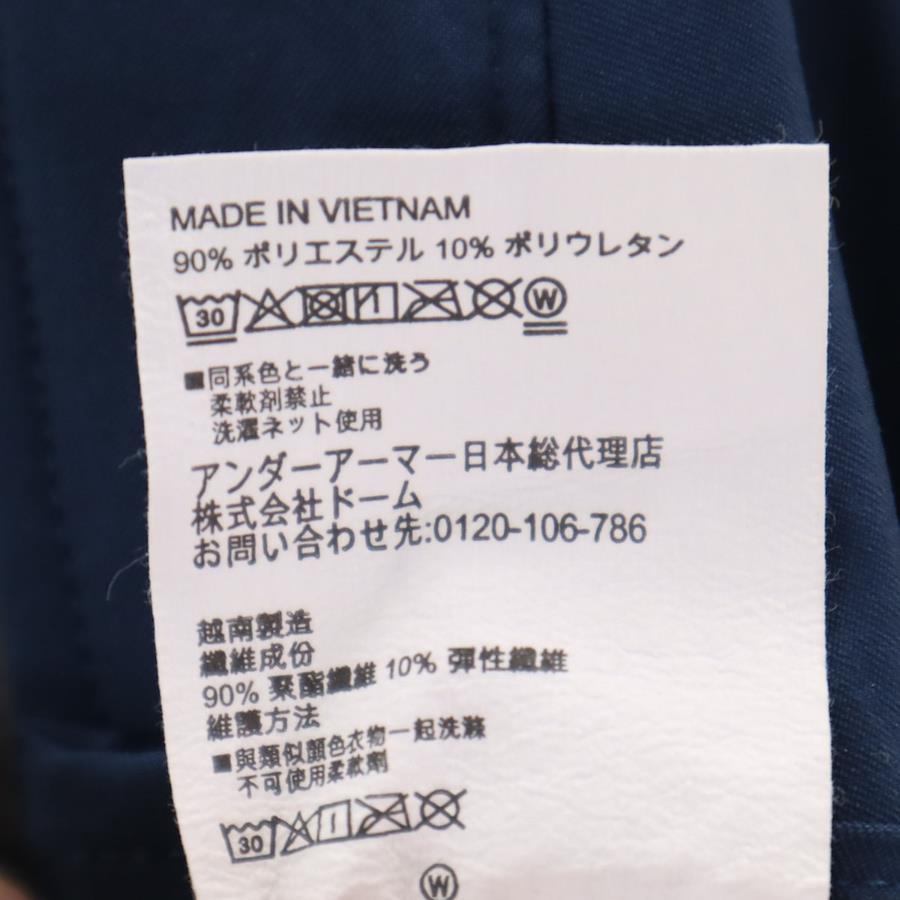 MADE IN VIETNAM
90% ポリエステル 10% ポリウレタン
30 W
■同系色と一緒に洗う
柔軟剤禁止
洗濯ネット使用
アンダーアーマー日本総代理店
株式会社ドーム
お問い合わせ先:0120-106-786
越南製造
纖維成份
90% 聚酯纖維 10% 彈性纖維
維護方法
■與類似顏色衣物一起洗滌
不可使用柔軟劑
30
W